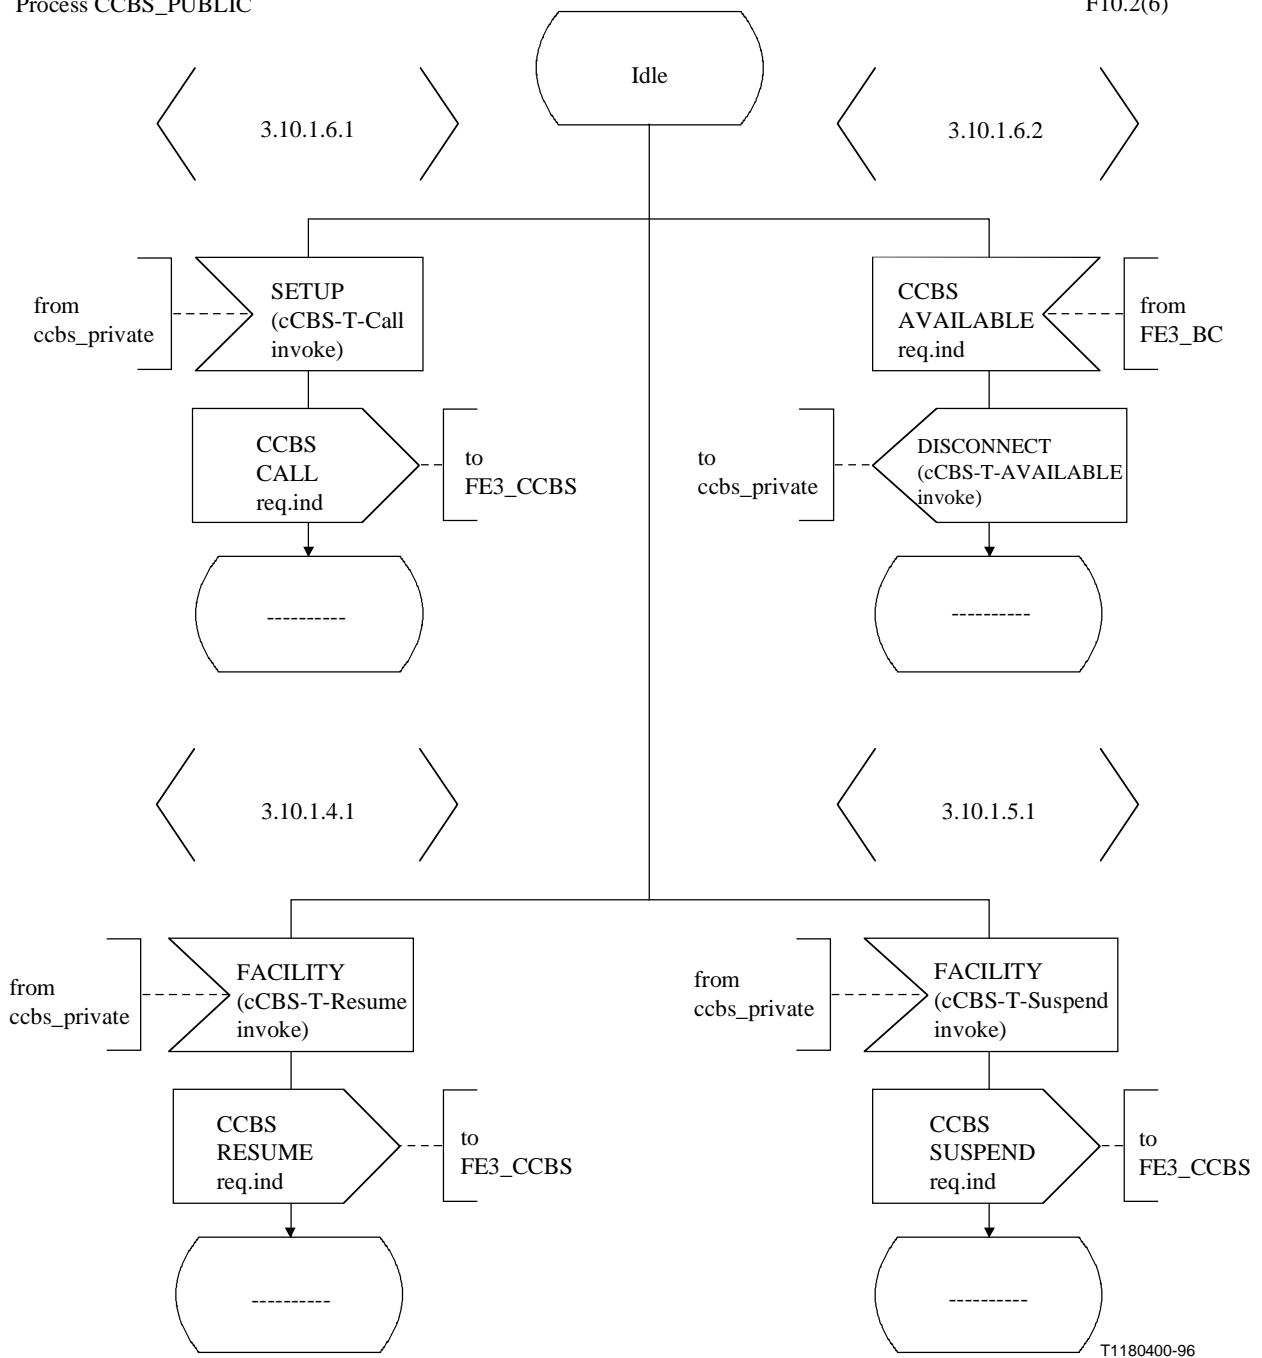 Process CCBS_PUBLIC
F10.2(6)
Idle
3.10.1.6.1
3.10.1.6.2
from
ccbs_private
SETUP
(cCBS-T-Call
invoke)
CCBS
AVAILABLE
req.ind
from
FE3_BC
CCBS
CALL
req.ind
to
FE3_CCBS
to
ccbs_private
DISCONNECT
(cCBS-T-AVAILABLE
invoke)
----------
----------
3.10.1.4.1
3.10.1.5.1
from
ccbs_private
FACILITY
(cCBS-T-Resume
invoke)
from
ccbs_private
FACILITY
(cCBS-T-Suspend
invoke)
CCBS
RESUME
req.ind
to
FE3_CCBS
CCBS
SUSPEND
req.ind
to
FE3_CCBS
----------
----------
T1180400-96